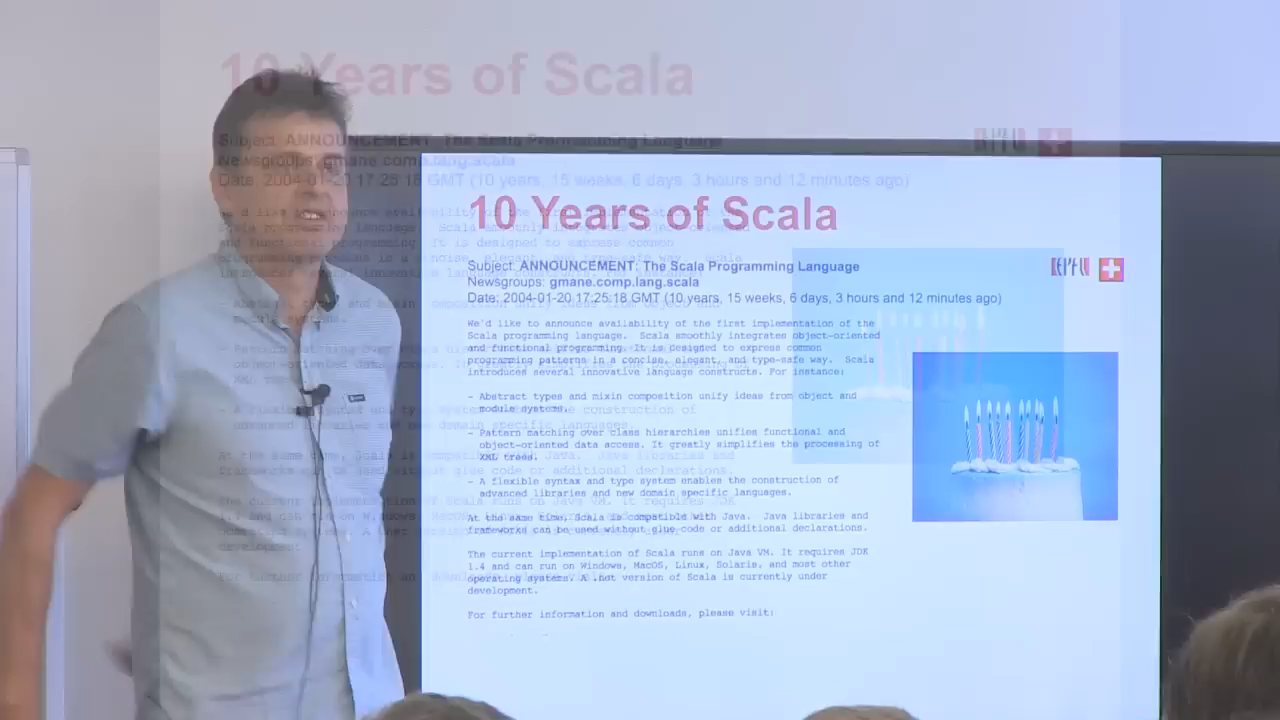 10 Years of Scala
Subject: ANNOUNCEMENT: The Scala Programming Language
Newsgroups: gmane.comp.lang.scala
Date: 2004-01-20 17:25:18 GMT (10 years, 15 weeks, 6 days, 3 hours and 12 minutes ago)
We'd like to announce availability of the first implementation of the
Scala programming language. Scala smoothly integrates object-oriented
and functional programming. It is designed to express common
programming patterns in a concise, elegant, and type-safe way. Scala
introduces several innovative language constructs. For instance:
- Abstract types and mixin composition unify ideas from object and
module systems.
- Pattern matching over class hierarchies unifies functional and
object-oriented data access. It greatly simplifies the processing of
XML trees.
- A flexible syntax and type system enables the construction of
advanced libraries and new domain specific languages.
At the same time, Scala is compatible with Java. Java libraries and
frameworks can be used without glue code or additional declarations.
The current implementation of Scala runs on Java VM. It requires JDK
1.4 and can run on Windows, MacOS, Linux, Solaris, and most other
operating systems. A .net version of Scala is currently under
development.
For further information and downloads, please visit: